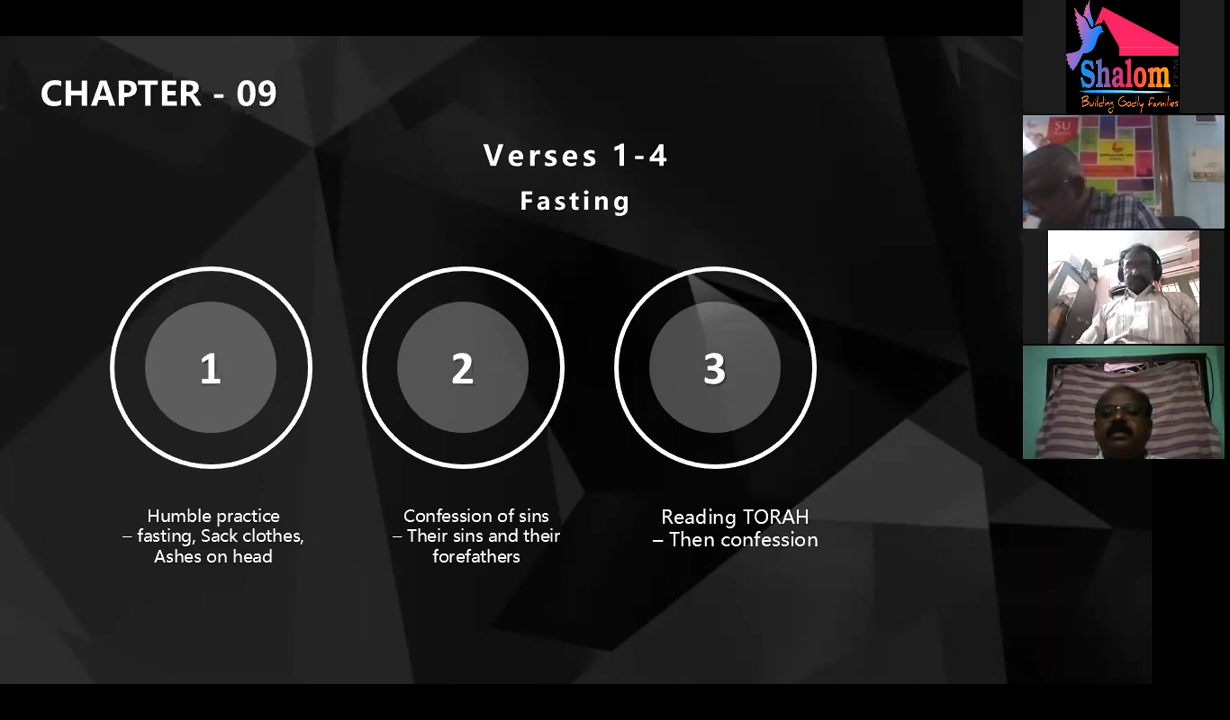 CHAPTER - 09
Verses 1-4
Fasting
1
2
3
Humble practice
– fasting, Sack clothes,
Ashes on head
Confession of sins
– Their sins and their
forefathers
Reading TORAH
– Then confession
Shalom
Building Godly families
SU